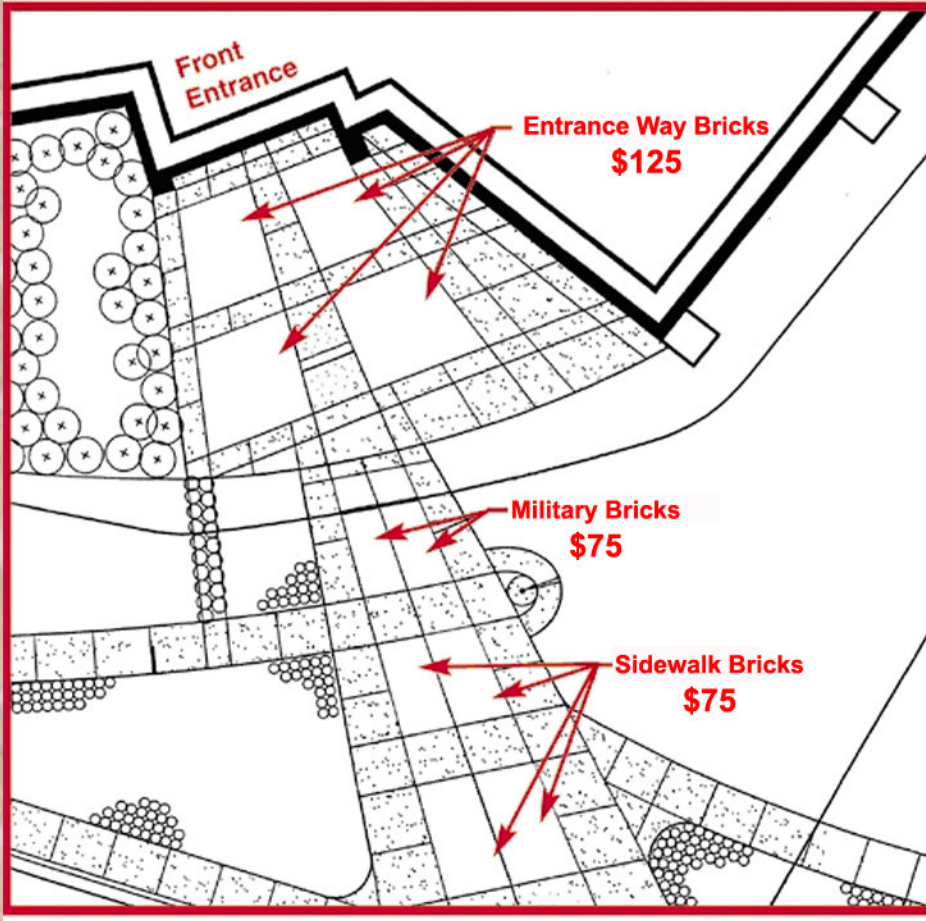 Front
Entrance
Entrance Way Bricks
$125
Military Bricks
$75
Sidewalk Bricks
$75